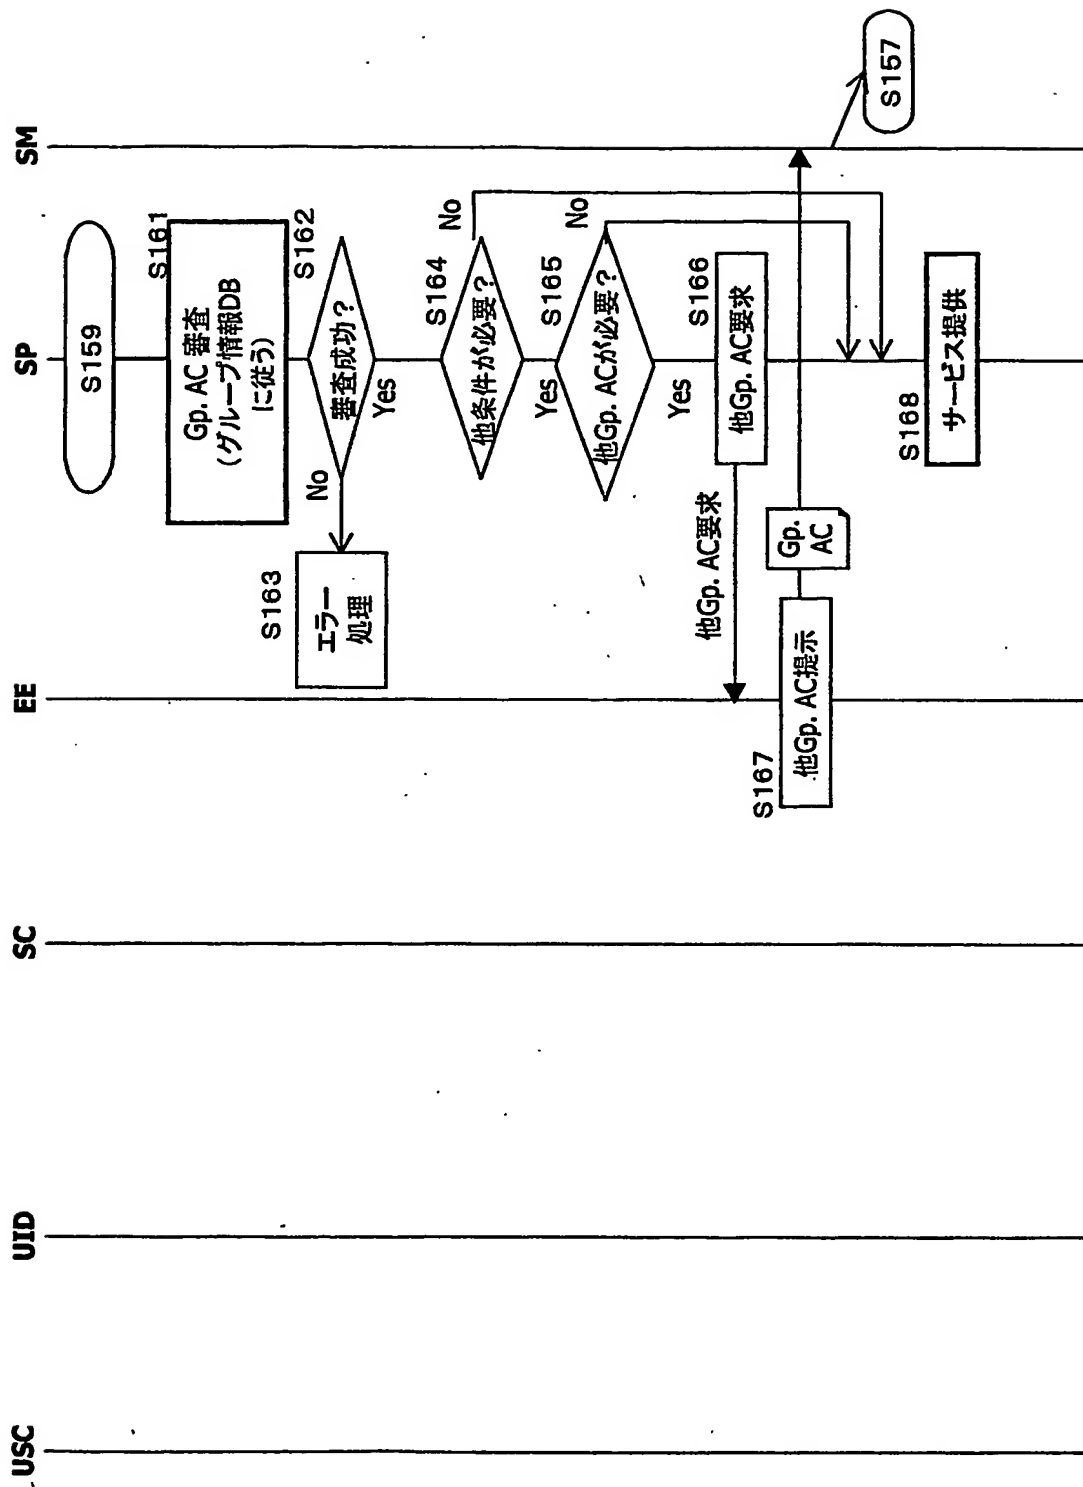 USC
UID
SC
EE
SP
SM
S159
S161
Gp. AC 審査
(グループ情報DB
に従う)
S162
審査成功?
No
Yes
S163
エラー
処理
S164
他条件が必要?
No
Yes
S165
他Gp. ACが必要?
No
Yes
S166
他Gp. AC要求
他Gp. AC要求
S167
他Gp. AC提示
Gp.
AC
S157
S168
サービス提供